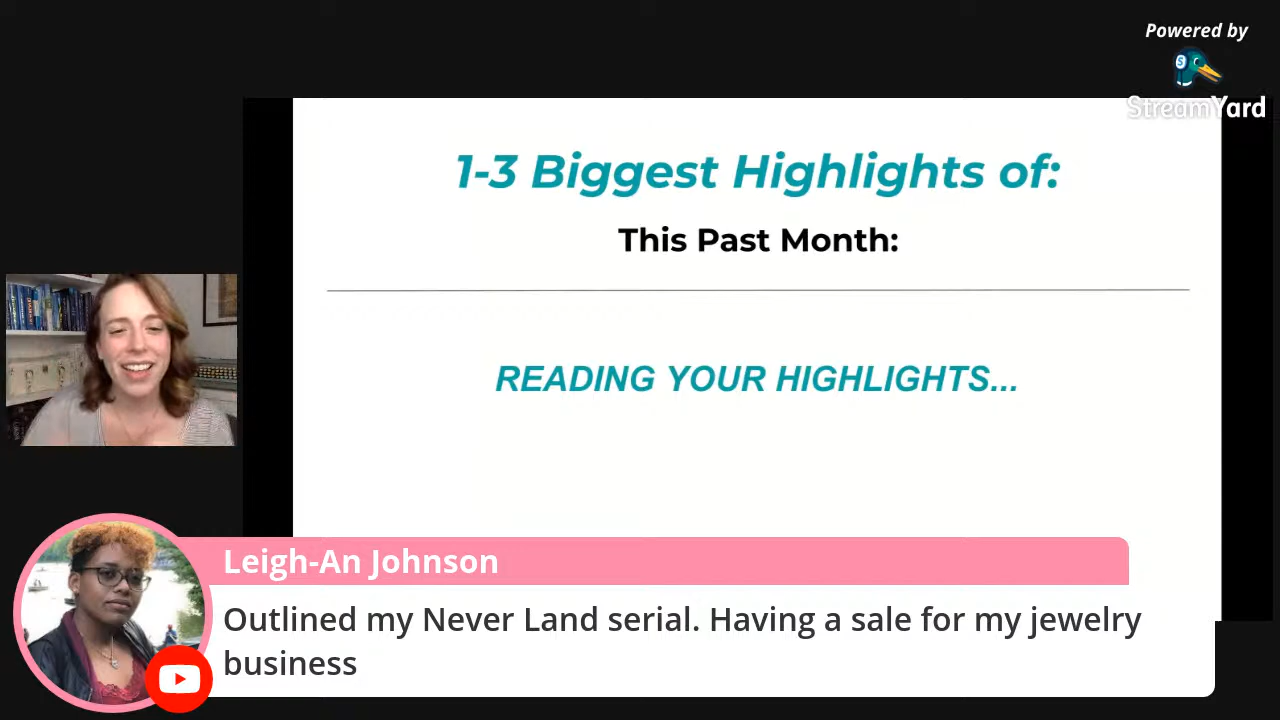 Powered by
StreamYard
1-3 Biggest Highlights of:
This Past Month:
READING YOUR HIGHLIGHTS...
Leigh-An Johnson
Outlined my Never Land serial. Having a sale for my jewelry
business